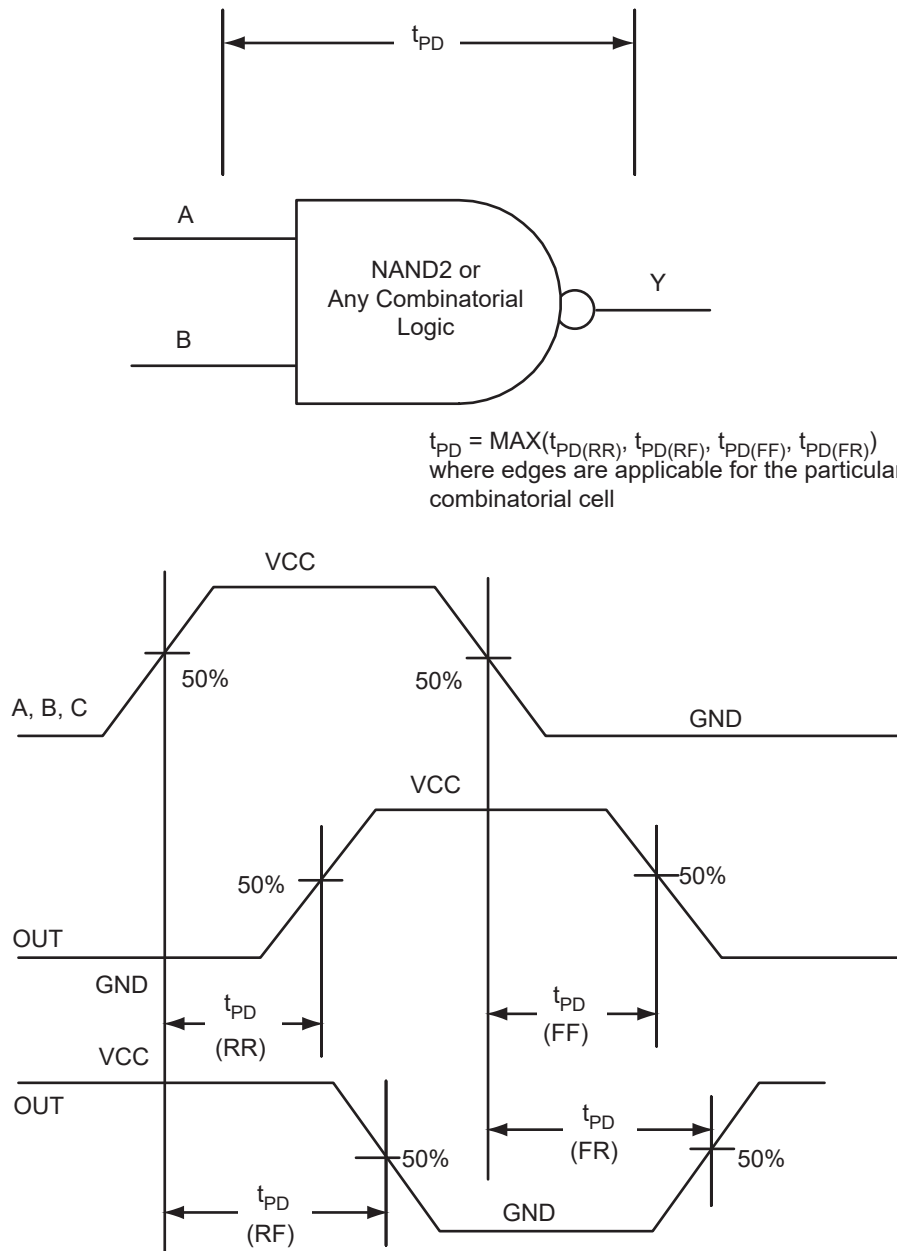 tPD
A
NAND2 or
Any Combinatorial
Logic
Y
B
tPD = MAX(tPD(RR), tPD(RF), tPD(FF), tPD(FR))
where edges are applicable for the particular
combinatorial cell
VCC
50%
50%
A, B, C
GND
VCC
50%
50%
OUT
GND
tPD
(RR)
tPD
(FF)
VCC
OUT
tPD
(FR)
50%
50%
tPD
(RF)
GND